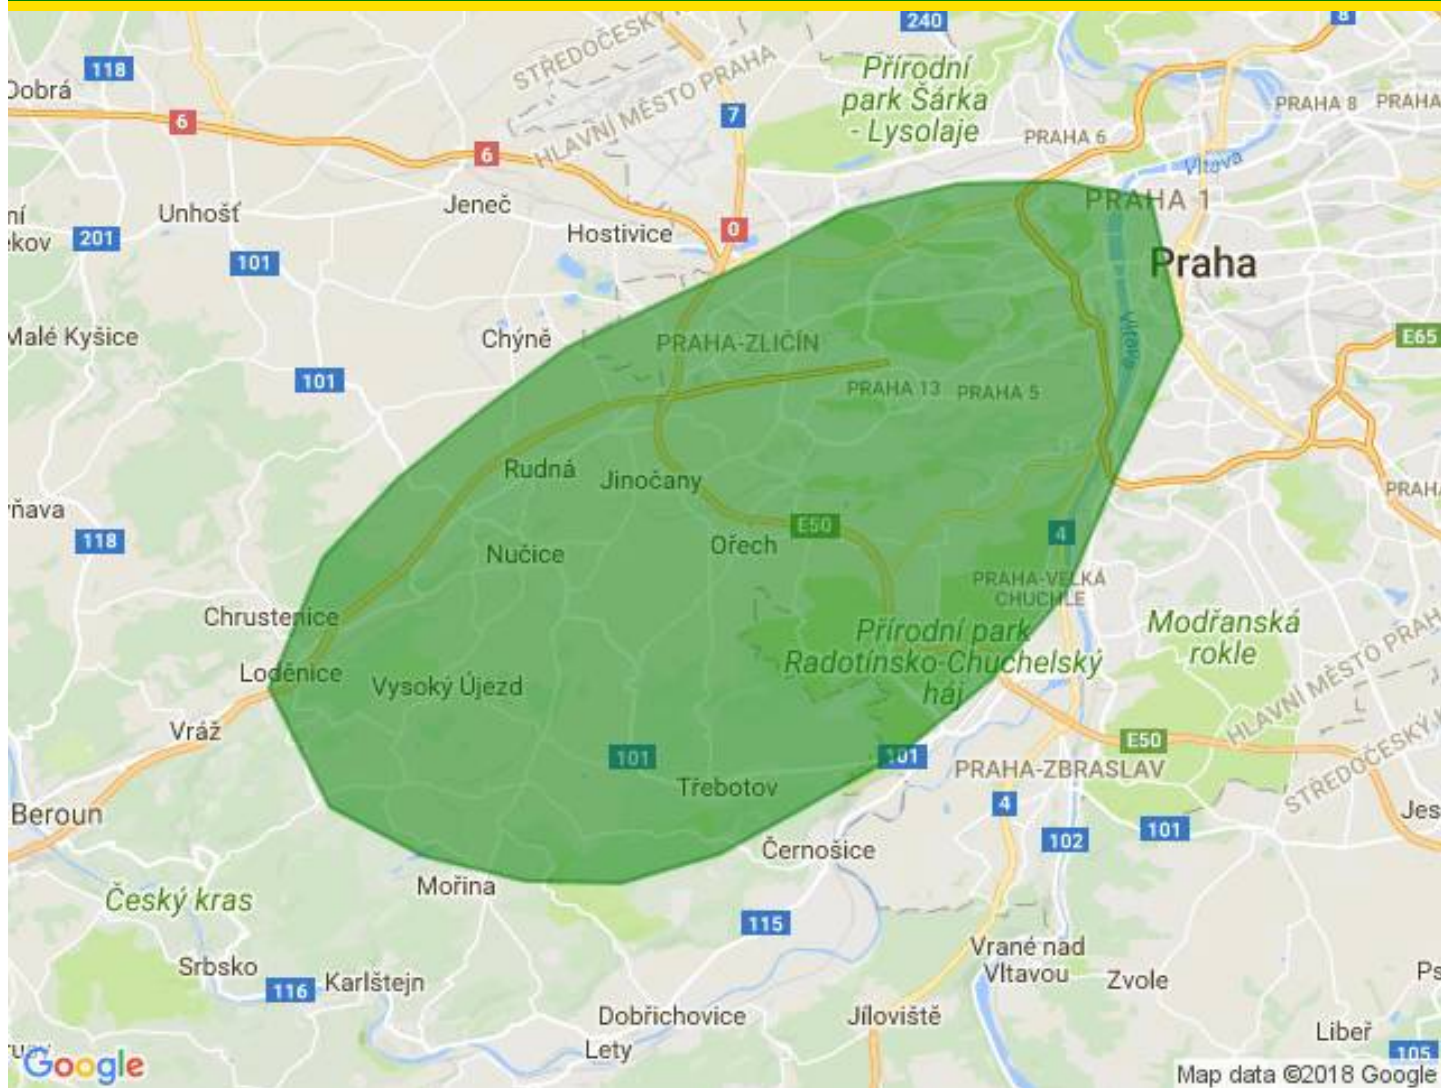 240
8
STŘEDOČESKÝ
118
Přírodní
park Šárka
- Lysolaje
HLAVNÍ MĚSTO PRAHA
Dobrá
PRAHA 8
PRAHA
6
7
PRAHA 6
6
Vltava
Jeneč
PRAHA 1
Unhošť
0
Hostivice
201
101
Praha
Vltava
Malé Kyšice
Chýně
PRAHA-ZLIČÍN
E65
101
PRAHA 13
PRAHA 5
Rudná
Jinočany
118
E50
4
Nučice
Ořech
PRAHA-VELKÁ
CHUCHLE
Chrustenice
Přírodní park
Radotínsko-Chuchelský
háj
Modřanská
rokle
HLAVNÍ MĚSTO PRAH
Loděnice
Vysoký Újezd
Vráž
E50
101
101
PRAHA-ZBRASLAV
STŘEDOČESKÝ
Třebotov
4
Beroun
101
102
Jes
Černošice
Mořina
Český kras
115
Vrané nad
Vltavou
Srbsko
Karlštejn
116
Zvole
Ps
Dobřichovice
Jíloviště
Libeř
Lety
105
Google
Map data ©2018 Google